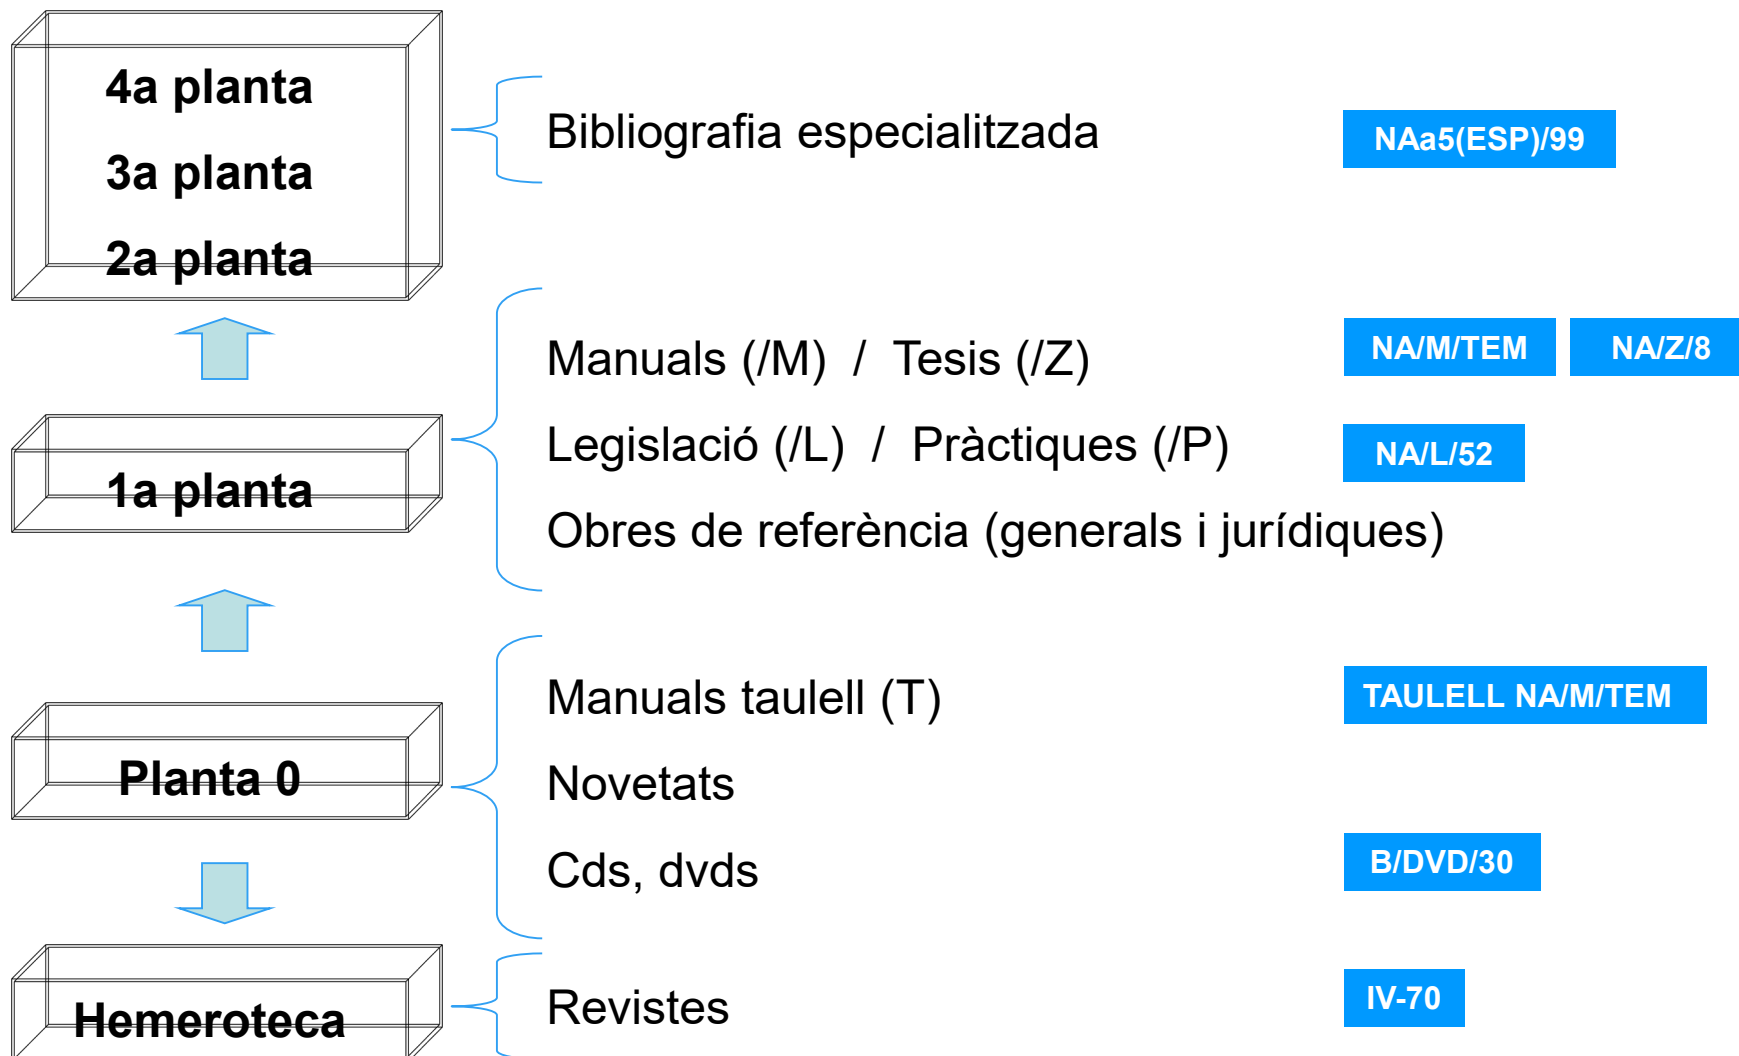 4a planta
3a planta
2a planta
Bibliografia especialitzada
NAa5(ESP)/99
1a planta
Manuals (/M) / Tesis (/Z)
NA/M/TEM
NA/Z/8
Legislació (/L) / Pràctiques (/P)
NA/L/52
Obres de referència (generals i jurídiques)
Planta 0
Manuals taulell (T)
TAULELL NA/M/TEM
Novetats
Cds, dvds
B/DVD/30
Hemeroteca
Revistes
IV-70